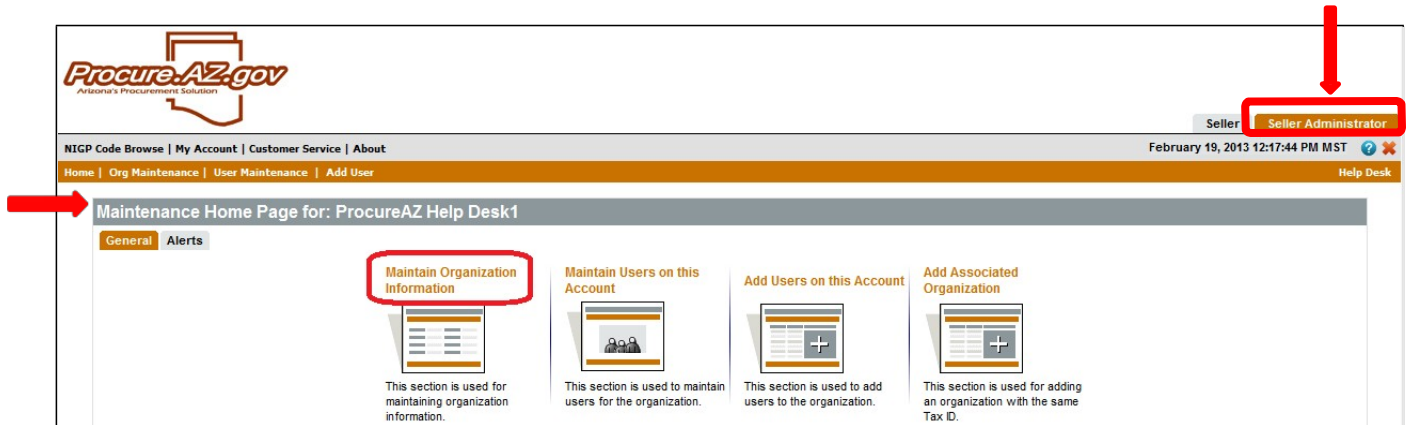 Procure.AZ.gov
Arizona's Procurement Solution
Seller
Seller Administrator
NIGP Code Browse | My Account | Customer Service | About
February 19, 2013 12:17:44 PM MST
Home | Org Maintenance | User Maintenance | Add User
Help Desk
Maintenance Home Page for: ProcureAZ Help Desk1
General
Alerts
Maintain Organization
Information
This section is used for
maintaining organization
information.
Maintain Users on this
Account
This section is used to maintain
users for the organization.
Add Users on this Account
This section is used to add
users to the organization.
Add Associated
Organization
This section is used for adding
an organization with the same
Tax ID.